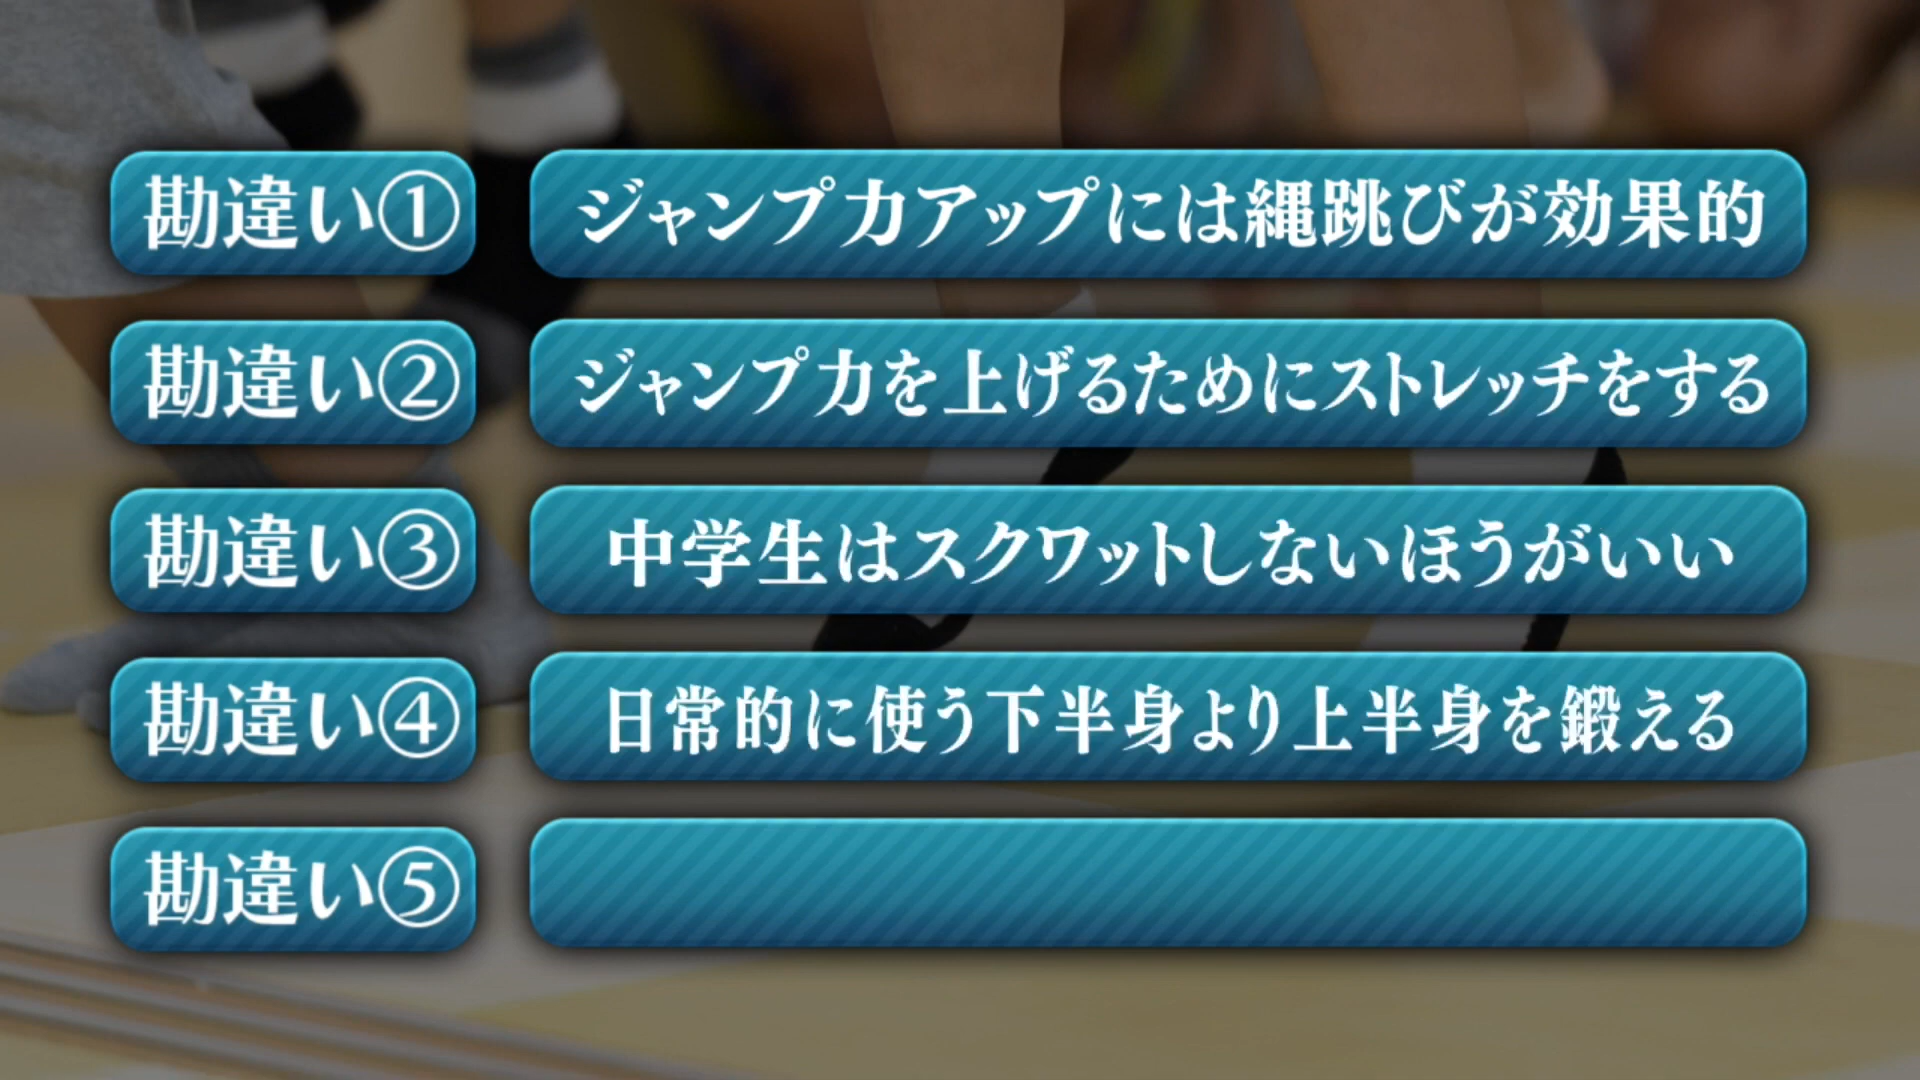 勘違い① ジャンプ力アップには縄跳びが効果的
勘違い② ジャンプ力を上げるためにストレッチをする
勘違い③ 中学生はスクワットしないほうがいい
勘違い④ 日常的に使う下半身より上半身を鍛える
勘違い⑤